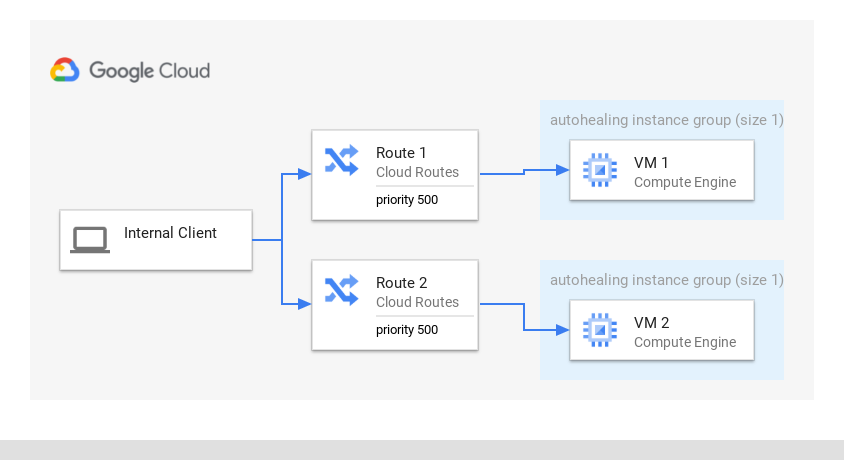 Google Cloud
autohealing instance group (size 1)
Route 1
Cloud Routes
priority 500
VM 1
Compute Engine
Internal Client
autohealing instance group (size 1)
Route 2
Cloud Routes
priority 500
VM 2
Compute Engine